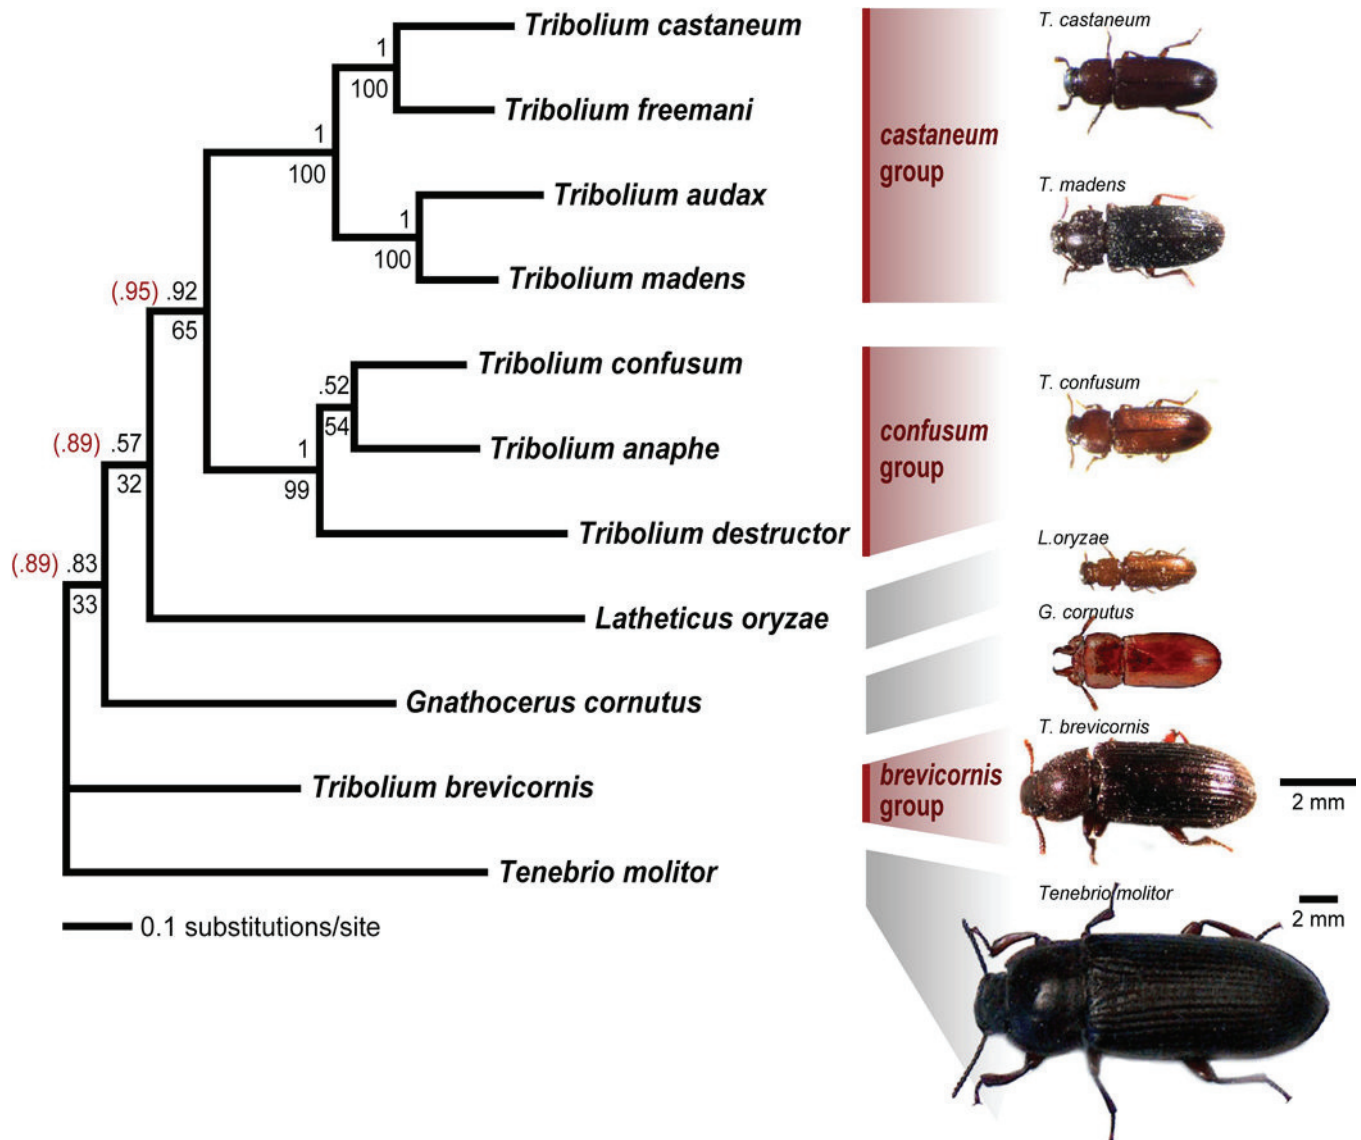 Tribolium castaneum
1
100
Tribolium freemani
1
100
Tribolium audax
1
100
Tribolium madens
(.95) .92
65
Tribolium confusum
.52
54
Tribolium anaphe
(.89) .57
32
1
99
Tribolium destructor
(.89) .83
33
Latheticus oryzae
Gnathocerus cornutus
Tribolium brevicornis
Tenebrio molitor
0.1 substitutions/site
castaneum
group
confusum
group
brevicornis
group
T. castaneum
T. madens
T. confusum
L.oryzae
G. cornutus
T. brevicornis
2 mm
Tenebrio molitor
2 mm